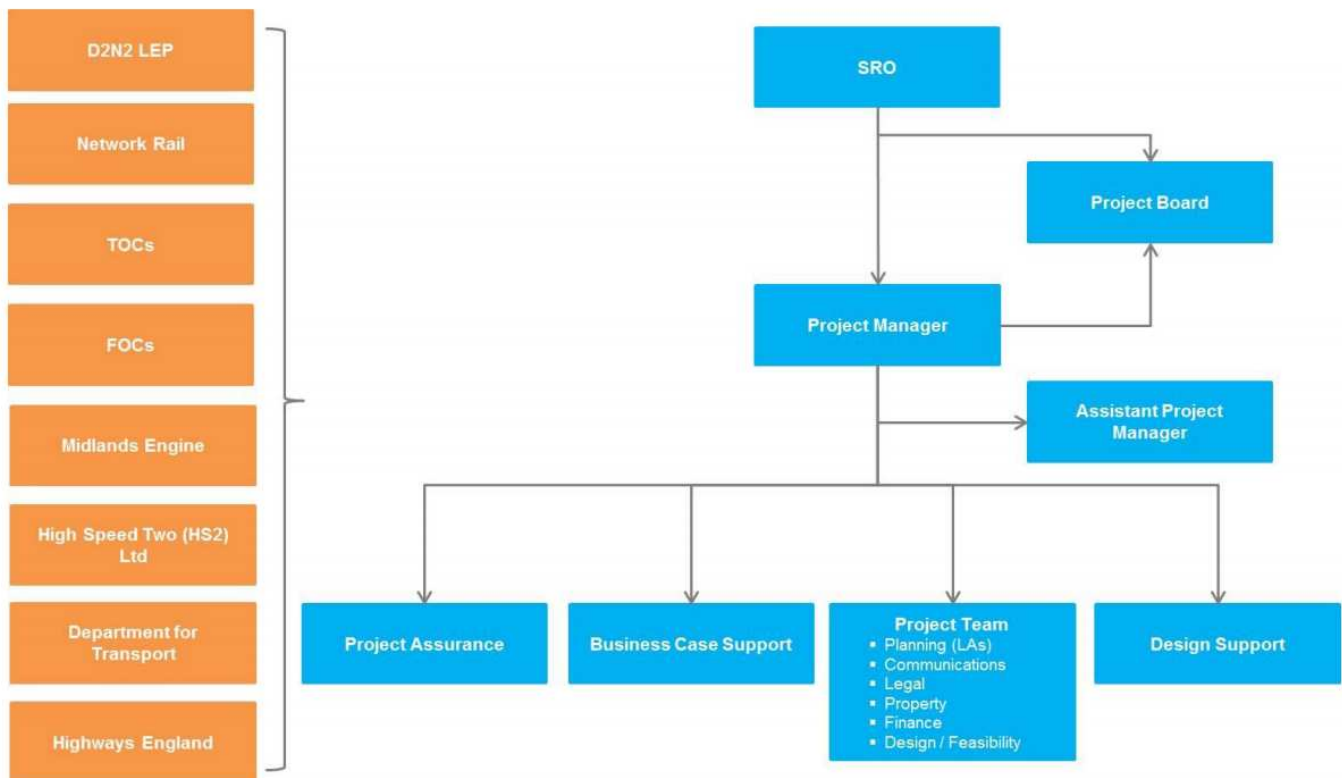 D2N2 LEP
Network Rail
TOCs
FOCs
Midlands Engine
High Speed Two (HS2)
Ltd
Department for
Transport
Highways England
SRO
Project Board
Project Manager
Assistant Project
Manager
Project Assurance
Business Case Support
Project Team
▪ Planning (LAs)
▪ Communications
▪ Legal
▪ Property
▪ Finance
▪ Design / Feasibility
Design Support